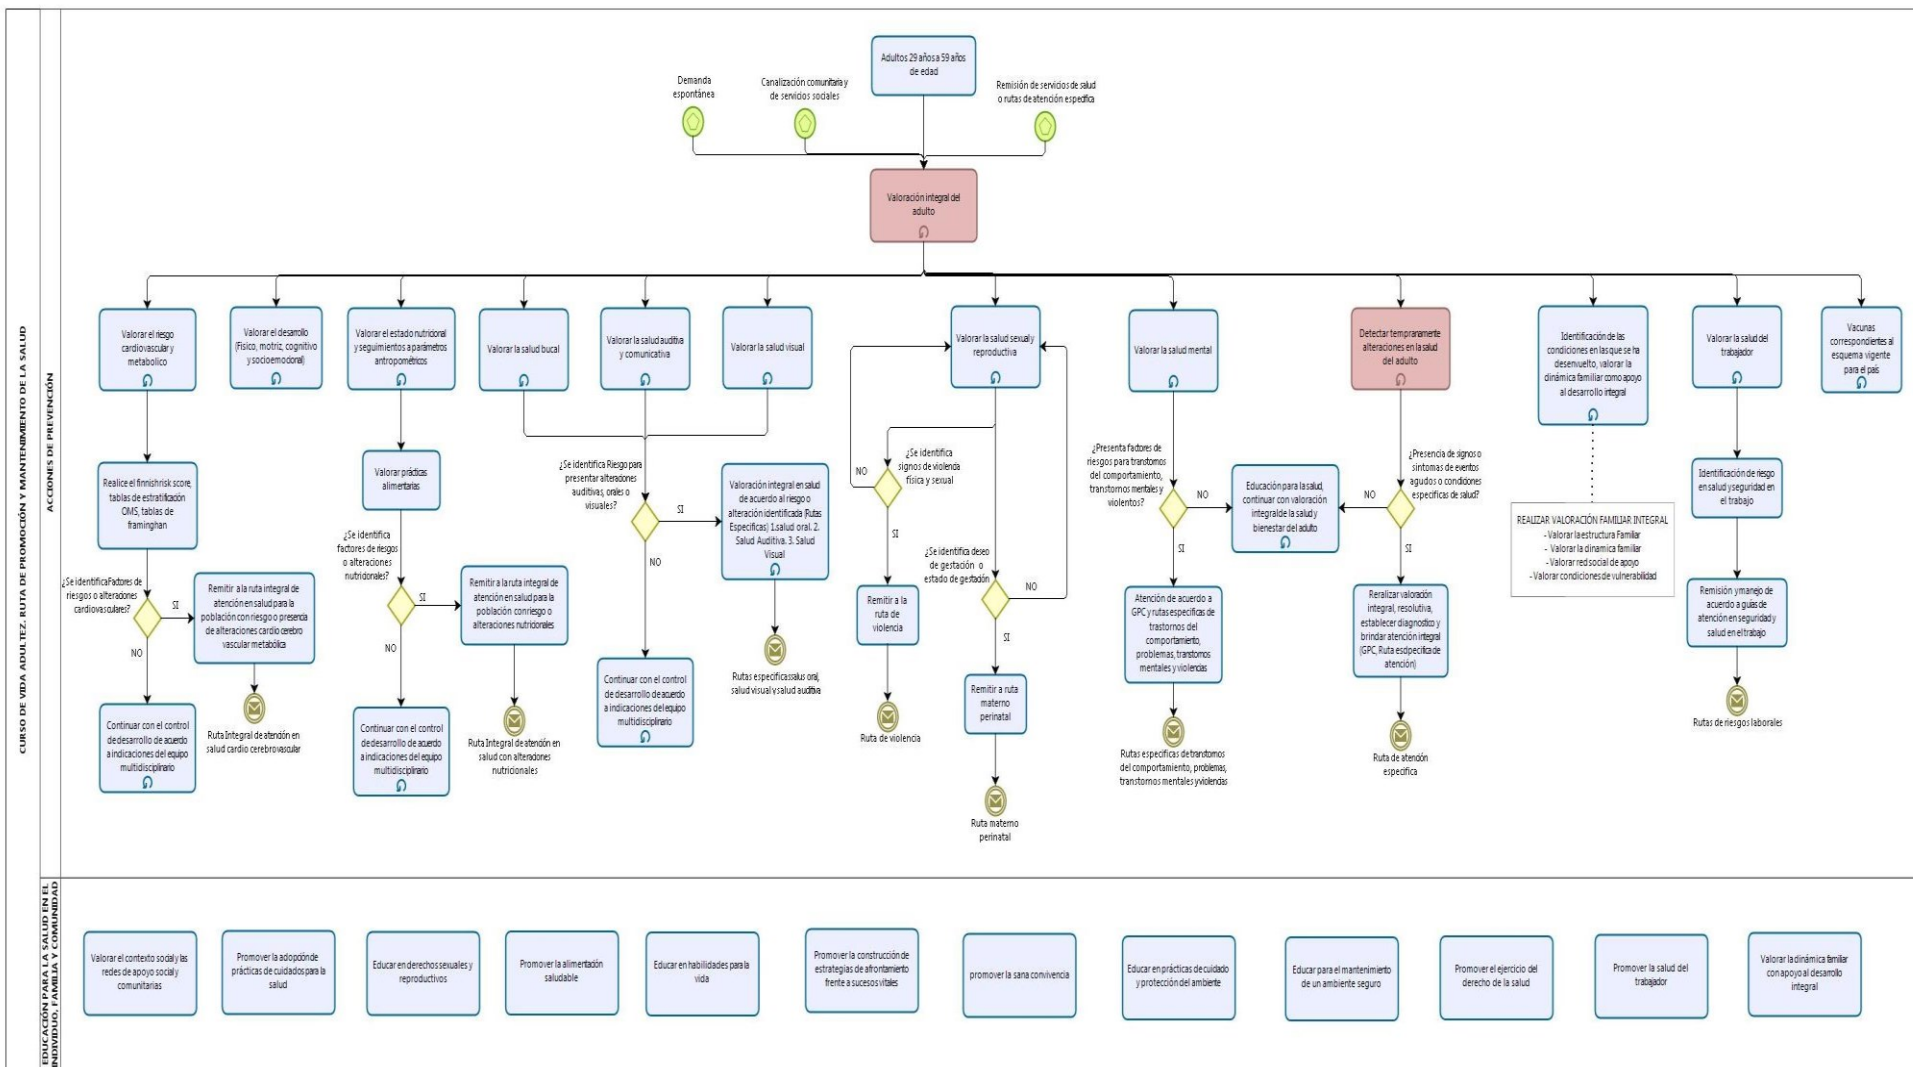 CURSO DE VIDA ADULTEZ. RUTA DE PROMOCIÓN Y MANTENIMIENTO DE LA SALUD
ACCIONES DE PREVENCIÓN
Adultos 29 años a 59 años
de edad
Demanda
espontánea
Canalización comunitaria y
de servicios sociales
Remisión de servicios de salud
o rutas de atención especifica
Valoración integral del
adulto
Valorar el riesgo
cardiovascular y
metabolico
Valorar el desarrollo
(Fisico, motriz, cognitivo
y socioemocional)
Valorar el estado nutricional
y seguimientos a parámetros
antropométricos
Valorar la salud bucal
Valorar la salud auditiva
y comunicativa
Valorar la salud visual
Valorar la salud sexual y
reproductiva
Valorar la salud mental
Detectar tempranamente
alteraciones en la salud
del adulto
Identificación de las
condiciones en las que se ha
desenvuelto, valorar la
dinámica familiar como apoyo
al desarrollo integral
Valorar la salud del
trabajador
Vacunas
correspondientes al
esquema vigente
para el país
Realice el finnishrisk score,
tablas de estratificación
OMS, tablas de
framinghan
¿Se identifica Factores de
riesgos o alteraciones
cardiovasculares?
SI
NO
Remitir a la ruta integral de
atención en salud para la
población con riesgo o presencia
de alteraciones cardio cerebro
vascular metabólica
Continuar con el control
de desarrollo de acuerdo
a indicaciones del equipo
multidisciplinario
Ruta Integral de atención en
salud cardio cerebrovascular
Valorar prácticas
alimentarias
¿Se identifica
factores de riesgos
o alteraciones
nutricionales?
SI
NO
Remitir a la ruta integral de
atención en salud para la
población con riesgo o
alteraciones nutricionales
Continuar con el control
de desarrollo de acuerdo
a indicaciones del equipo
multidisciplinario
Ruta Integral de atención en
salud con alteraciones
nutricionales
¿Se identifica Riesgo para
presentar alteraciones
auditivas, orales o
visuales?
SI
NO
Valoración integral en salud
de acuerdo al riesgo o
alteración identificada (Rutas
Especificas) 1.salud oral. 2.
Salud Auditiva. 3. Salud
Visual
Continuar con el control
de desarrollo de acuerdo
a indicaciones del equipo
multidisciplinario
Rutas especificas salus oral,
salud visual y salud auditiva
¿Se identifica
signos de violencia
física y sexual
NO
SI
Remitir a la
ruta de
violencia
Ruta de violencia
¿Se identifica deseo
de gestación o
estado de gestación
NO
SI
Remitir a ruta
materno
perinatal
Ruta materno
perinatal
¿Presenta factores de
riesgos para transtornos
del comportamiento,
transtornos mentales y
violentos?
NO
SI
Educación para la salud,
continuar con valoración
integral de la salud y
bienestar del adulto
Atención de acuerdo a
GPC y rutas especificas de
trastornos del
comportamiento,
problemas, transtornos
mentales y violencias
Rutas especificas de transtornos
del comportamiento, problemas,
transtornos mentales y violencias
¿Presencia de signos o
sintomas de eventos
agudos o condiciones
especificas de salud?
NO
SI
Reralizar valoración
integral, resolutiva,
establecer diagnostico y
brindar atención integral
(GPC, Ruta esdpecifica de
atención)
Ruta de atención
especifica
REALIZAR VALORACIÓN FAMILIAR INTEGRAL
- Valorar la estructura Familiar
- Valorar la dinamica familiar
- Valorar red social de apoyo
- Valorar condiciones de vulnerabilidad
Identificación de riesgo
en salud y seguridad en
el trabajo
Remisión y manejo de
acuerdo a guías de
atención en seguridad y
salud en el trabajo
Rutas de riesgos laborales
EDUCACIÓN PARA LA SALUD EN EL
INDIVIDUO, FAMILIA Y COMUNIDAD
Valorar el contexto social y las
redes de apoyo social y
comunitarias
Promover la adopción de
prácticas de cuidados para la
salud
Educar en derechos sexuales y
reproductivos
Promover la alimentación
saludable
Educar en habilidades para la
vida
Promover la construcción de
estrategias de afrontamiento
frente a sucesos vitales
promover la sana convivencia
Educar en prácticas de cuidado
y protección del ambiente
Educar para el mantenimiento
de un ambiente seguro
Promover el ejercicio del
derecho de la salud
Promover la salud del
trabajador
Valorar la dinámica familiar
con apoyo al desarrollo
integral